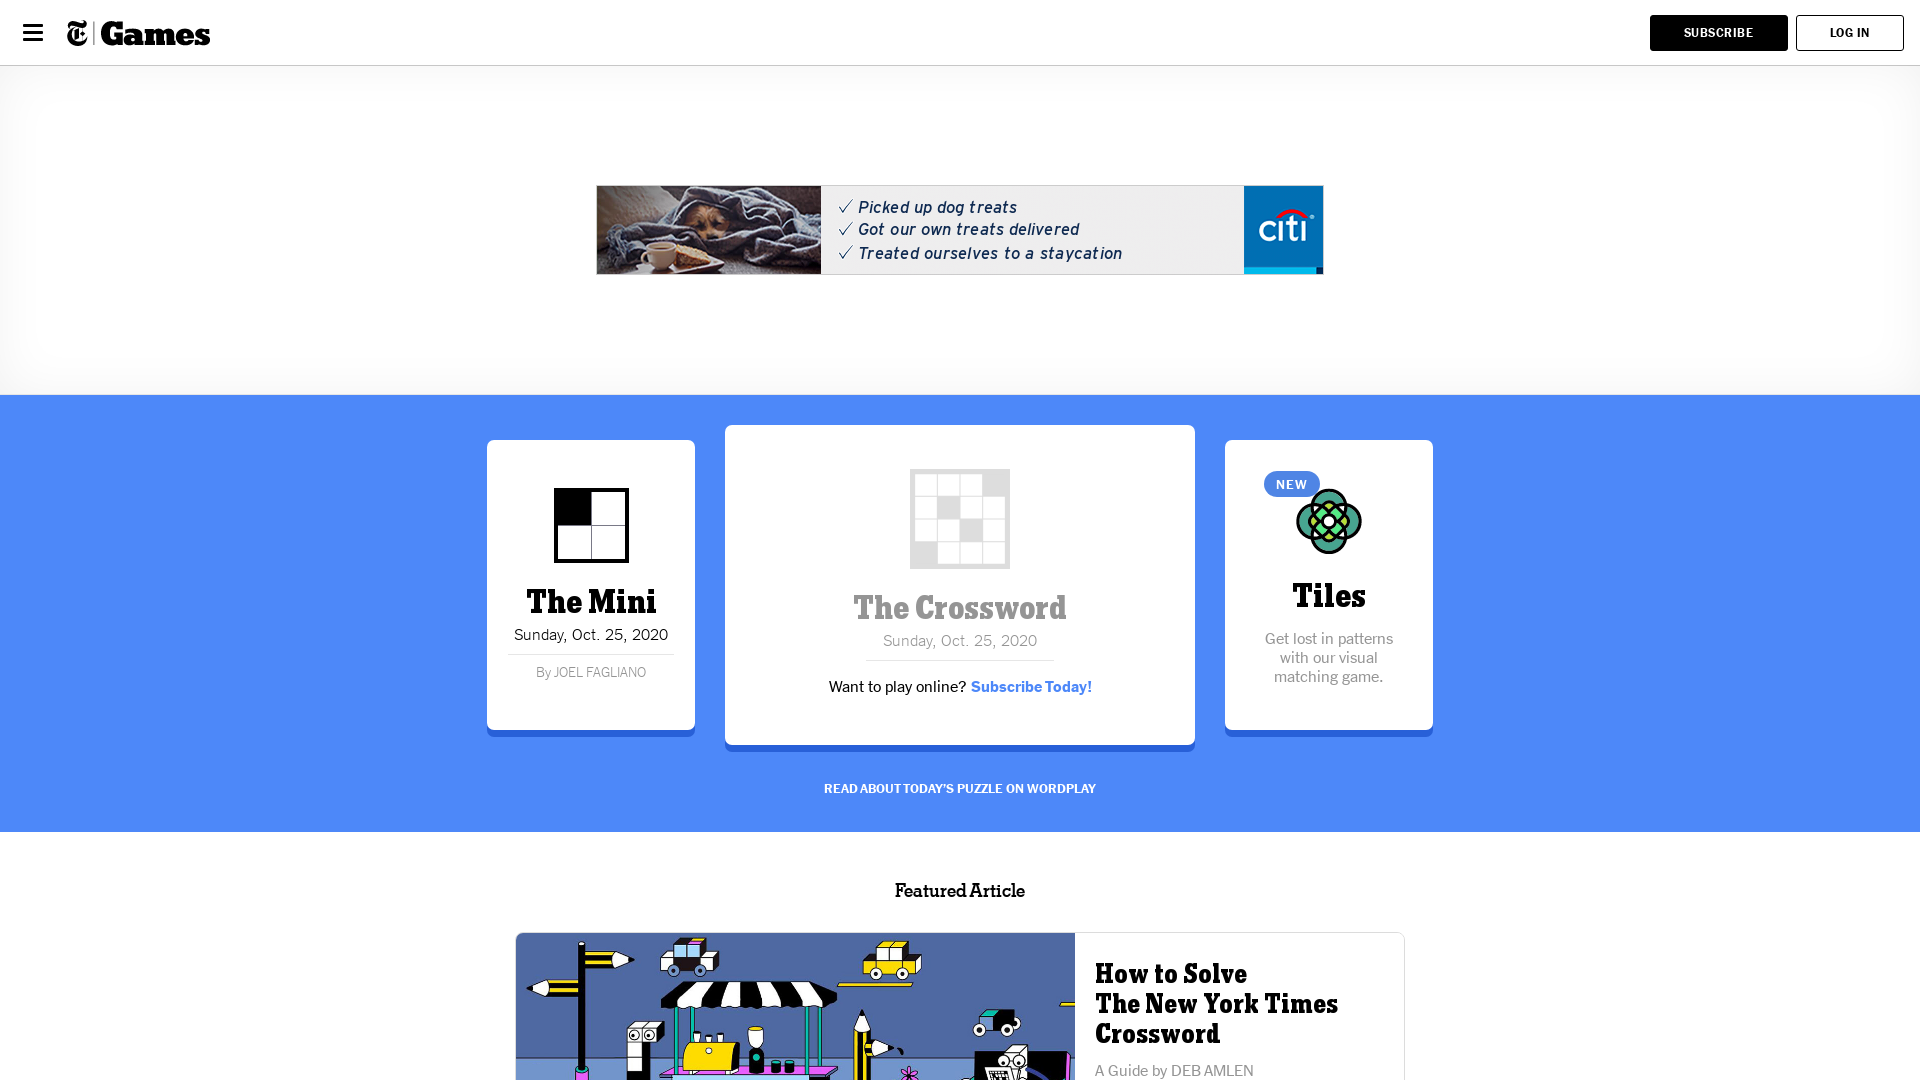 T Games
SUBSCRIBE
LOG IN
✓ Picked up dog treats
✓ Got our own treats delivered
✓ Treated ourselves to a staycation
citi
The Mini
Sunday, Oct. 25, 2020
By JOEL FAGLIANO
The Crossword
Sunday, Oct. 25, 2020
Want to play online? Subscribe Today!
NEW
Tiles
Get lost in patterns
with our visual
matching game.
READ ABOUT TODAY'S PUZZLE ON WORDPLAY
Featured Article
How to Solve
The New York Times
Crossword
A Guide by DEB AMLEN